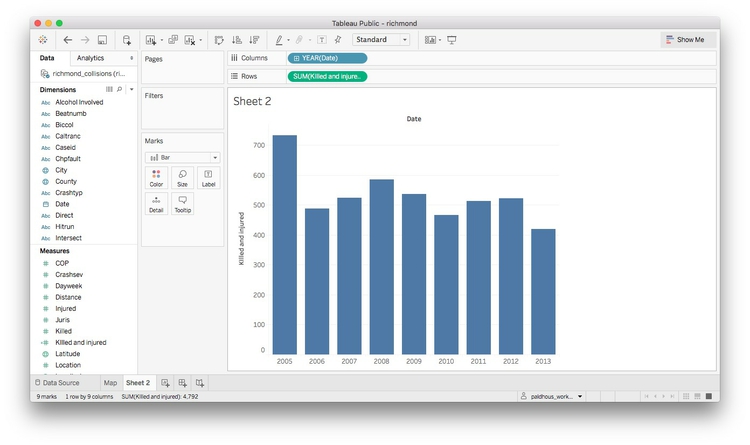 Tableau Public - richmond
Standard
Show Me
Data Analytics
Pages
Columns YEAR(Date)
richmond_collisions (ri...
Rows SUM(Killed and injure..
Dimensions
Filters
Abc Alcohol Involved
Abc Beatnumb
Abc Biccol
Abc Caltranc
Abc Caseid
Abc Chpfault
City
County
Abc Crashtyp
Date
Abc Direct
Abc Hitrun
Abc Intersect
Measures
COP
Crashsev
Dayweek
Distance
Injured
Juris
Killed
KIlled and injured
Latitude
Location
Marks
Bar
Color Size Label
Detail Tooltip
Sheet 2
Date
KIlled and injured
700
600
500
400
300
200
100
0
2005 2006 2007 2008 2009 2010 2011 2012 2013
Data Source Map Sheet 2
9 marks 1 row by 9 columns SUM(KIlled and injured): 4,792
paldhous_work...